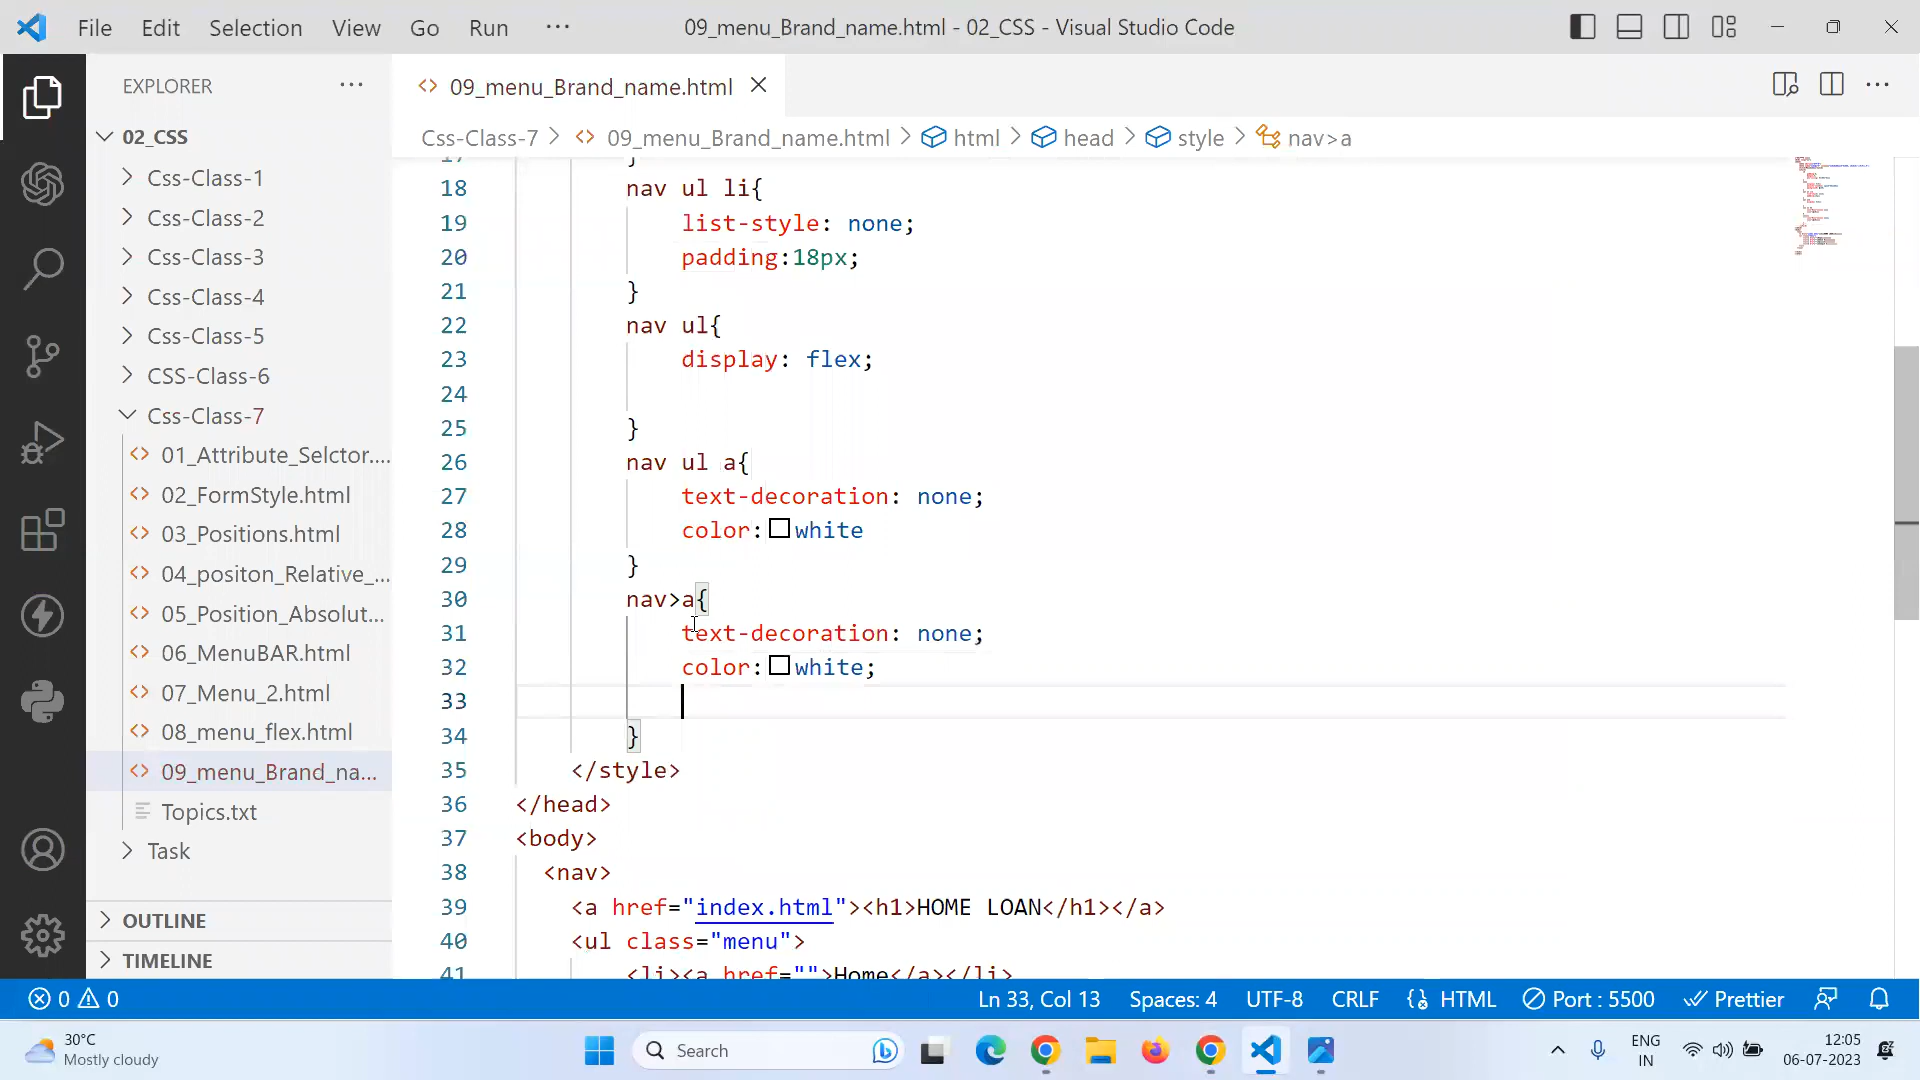 File Edit Selection View Go Run ···
09_menu_Brand_name.html - 02_CSS - Visual Studio Code
EXPLORER ···
02_CSS
Css-Class-1
Css-Class-2
Css-Class-3
Css-Class-4
Css-Class-5
CSS-Class-6
Css-Class-7
01_Attribute_Selctor....
02_FormStyle.html
03_Positions.html
04_positon_Relative_...
05_Position_Absolut...
06_MenuBAR.html
07_Menu_2.html
08_menu_flex.html
09_menu_Brand_na...
Topics.txt
Task
OUTLINE
TIMELINE
09_menu_Brand_name.html
Css-Class-7 > 09_menu_Brand_name.html > html > head > style > nav>a
17 }
18 nav ul li{
19 list-style: none;
20 padding:18px;
21 }
22 nav ul{
23 display: flex;
24
25 }
26 nav ul a{
27 text-decoration: none;
28 color: white
29 }
30 nav>a{
31 text-decoration: none;
32 color: white;
33
34 }
35 </style>
36 </head>
37 <body>
38 <nav>
39 <a href="index.html"><h1>HOME LOAN</h1></a>
40 <ul class="menu">
41 <li><a href="">Home</a></li>
0 0 Ln 33, Col 13 Spaces: 4 UTF-8 CRLF HTML Port : 5500 Prettier
30°C
Mostly cloudy
Search
ENG
IN
12:05
06-07-2023